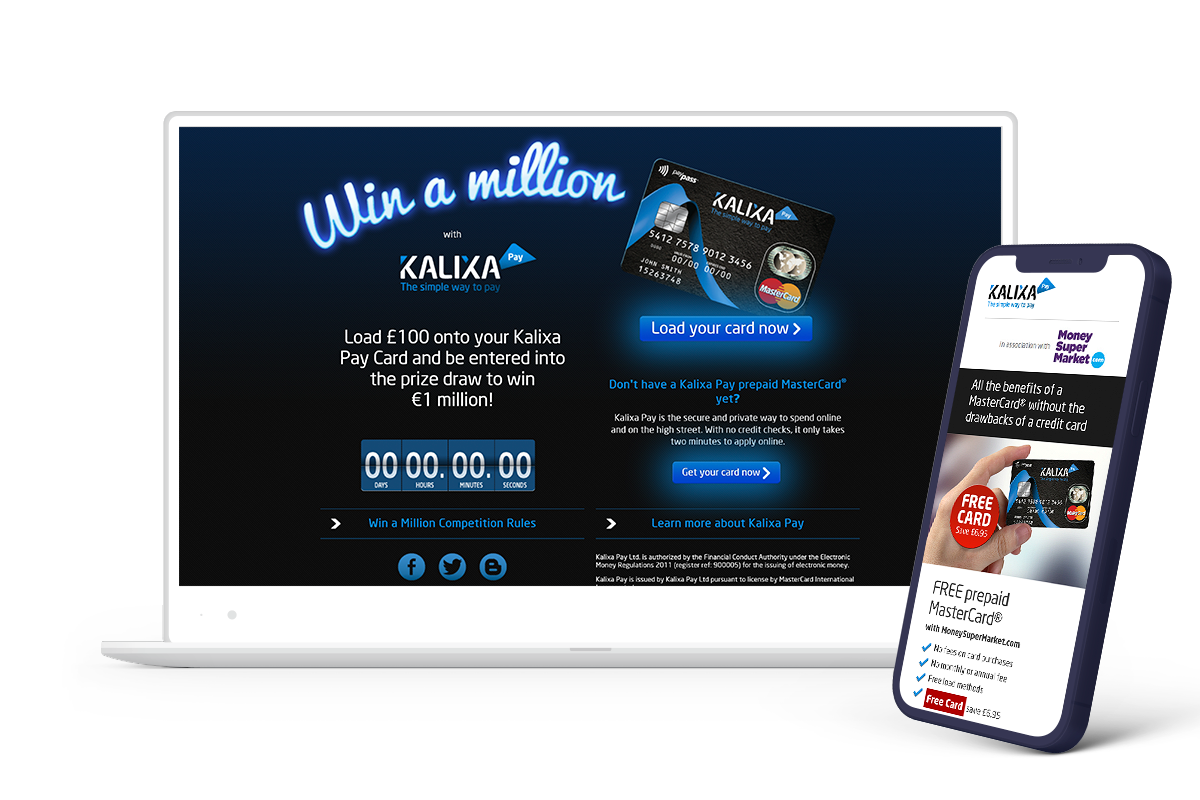 Win a million
with
KALIXA Pay
The simple way to pay
Load £100 onto your Kalixa
Pay Card and be entered into
the prize draw to win
€1 million!
00 00. 00. 00
DAYS HOURS MINUTES SECONDS
Win a Million Competition Rules
paypass
KALIXA Pay
The simple way to pay
5412 7578 9012 3456
00/00 00/00
JOHN SMITH
15263748
MasterCard
Load your card now
Don't have a Kalixa Pay prepaid MasterCard®
yet?
Kalixa Pay is the secure and private way to spend online
and on the high street. With no credit checks, it only takes
two minutes to apply online.
Get your card now
Learn more about Kalixa Pay
Kalixa Pay Ltd. is authorized by the Financial Conduct Authority under the Electronic
Money Regulations 2011 (register ref: 900005) for the issuing of electronic money.
Kalixa Pay is issued by Kalixa Pay Ltd pursuant to license by MasterCard International
KALIXA Pay
The simple way to pay
in association with
Money
Super
Market.com
All the benefits of a
MasterCard® without the
drawbacks of a credit card
KALIXA
5412 7578 9012 3456
MasterCard
FREE
CARD
Save £6.95
FREE prepaid
MasterCard®
with MoneySuperMarket.com
No fees on card purchases
No monthly or annual fee
Free load methods
Free Card save £6.95